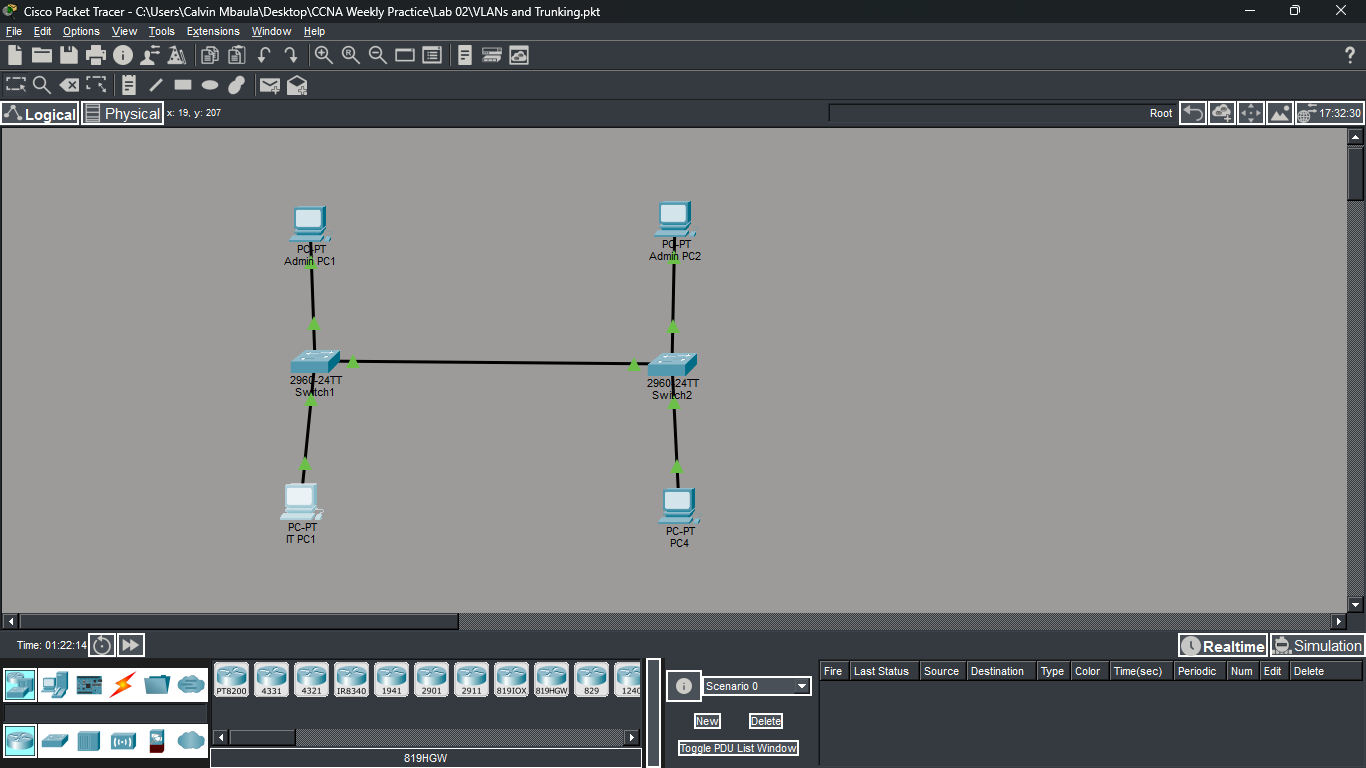 Cisco Packet Tracer - C:\Users\Calvin Mbaula\Desktop\CCNA Weekly Practice\Lab 02\VLANs and Trunking.pkt
File Edit Options View Tools Extensions Window Help
?
Logical Physical x: 19, y: 207 Root 17:32:30
PC-PT
Admin PC1
PC-PT
Admin PC2
2960-24TT
Switch1
2960-24TT
Switch2
PC-PT
IT PC1
PC-PT
PC4
Time: 01:22:14 Realtime Simulation
PT8200 4331 4321 IR8340 1941 2901 2911 819IOX 819HGW 829 1240
819HGW
Scenario 0
New Delete
Toggle PDU List Window
Fire Last Status Source Destination Type Color Time(sec) Periodic Num Edit Delete